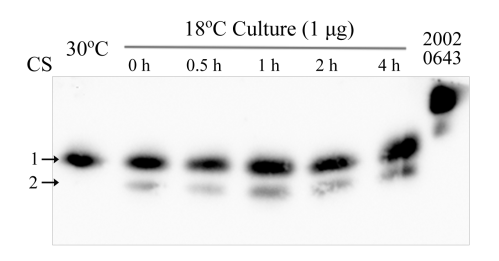 18ºC Culture (1 µg)
30ºC
2002
0643
CS 0 h 0.5 h 1 h 2 h 4 h
1
2